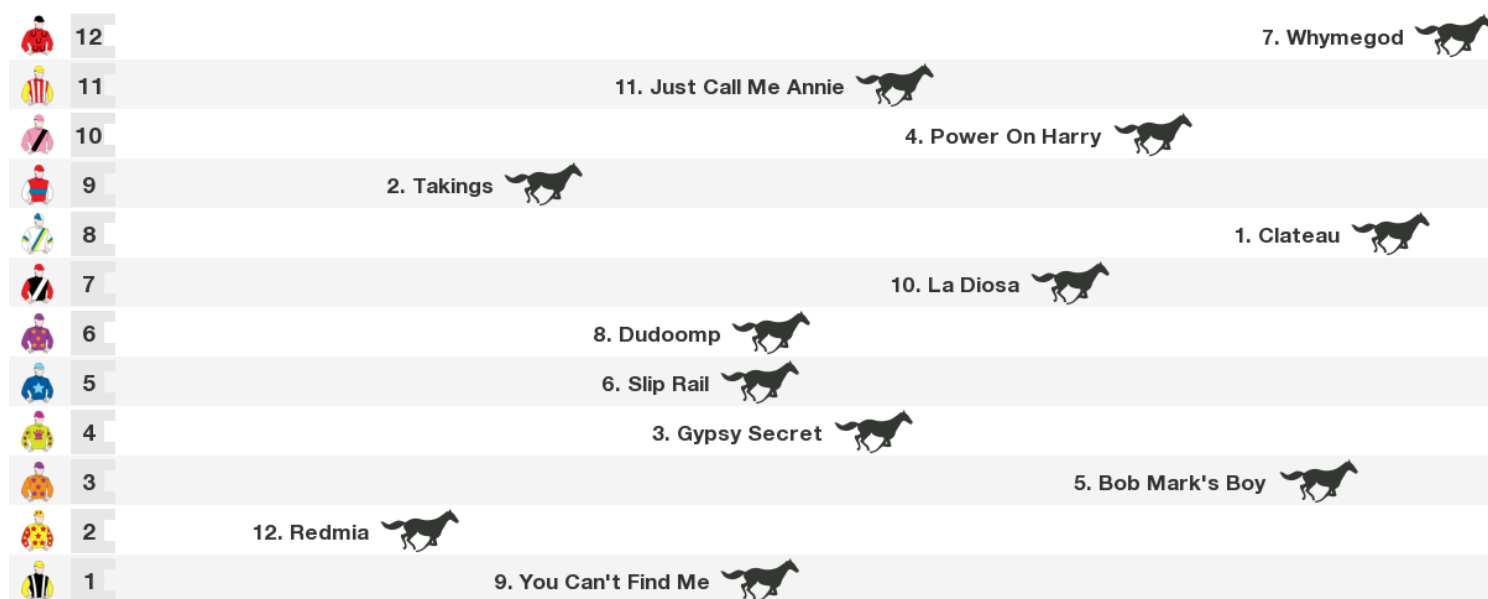 12 7. Whymegod
11 11. Just Call Me Annie
10 4. Power On Harry
9 2. Takings
8 1. Clateau
7 10. La Diosa
6 8. Dudoomp
5 6. Slip Rail
4 3. Gypsy Secret
3 5. Bob Mark's Boy
2 12. Redmia
1 9. You Can't Find Me